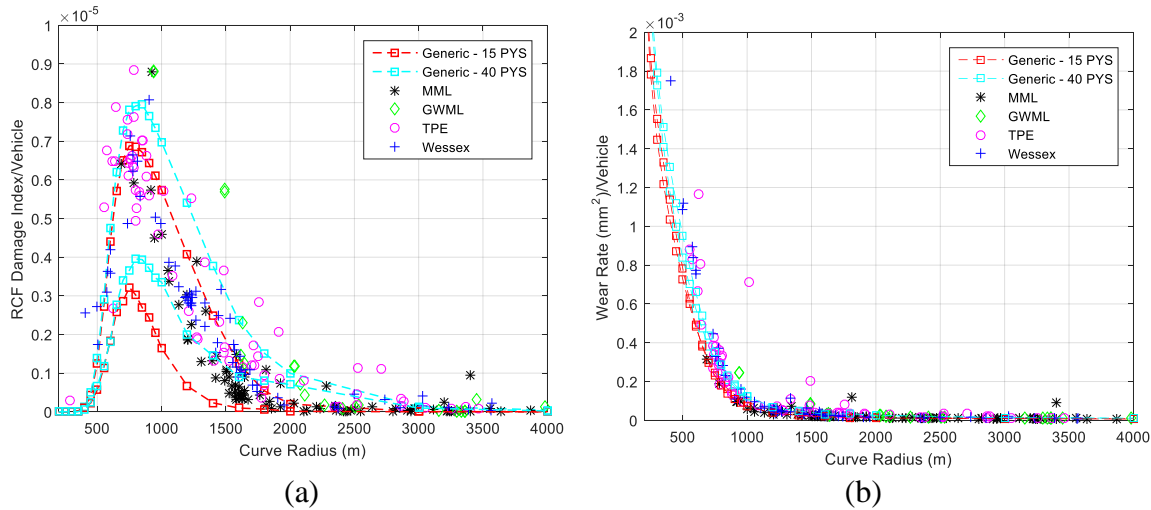 ×10⁻⁵
1
0.9
0.8
0.7
0.6
0.5
0.4
0.3
0.2
0.1
0
RCF Damage Index/Vehicle
500 1000 1500 2000 2500 3000 3500 4000
Curve Radius (m)
Generic - 15 PYS
Generic - 40 PYS
MML
GWML
TPE
Wessex
(a)
×10⁻³
2
1.8
1.6
1.4
1.2
1
0.8
0.6
0.4
0.2
0
Wear Rate (mm²)/Vehicle
500 1000 1500 2000 2500 3000 3500 4000
Curve Radius (m)
Generic - 15 PYS
Generic - 40 PYS
MML
GWML
TPE
Wessex
(b)